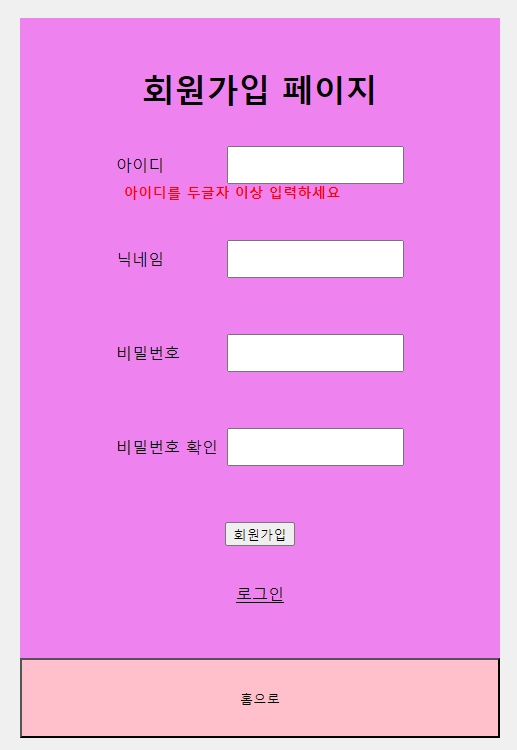 회원가입 페이지
아이디
아이디를 두글자 이상 입력하세요
닉네임
비밀번호
비밀번호 확인
회원가입
로그인
홈으로